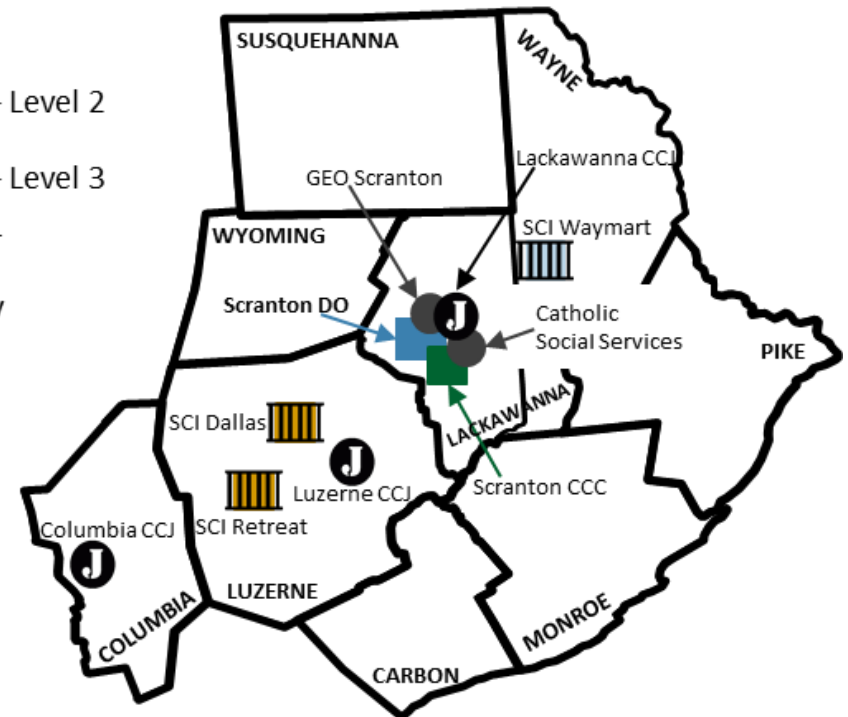 SUSQUEHANNA
WAYNE
- Level 2
- Level 3
Lackawanna CCJ
GEO Scranton
SCI Waymart
WYOMING
Scranton DO
Catholic
Social Services
PIKE
J
LACKAWANNA
SCI Dallas
J
Luzerne CCJ
Scranton CCC
SCI Retreat
Columbia CCJ
J
LUZERNE
COLUMBIA
MONROE
CARBON